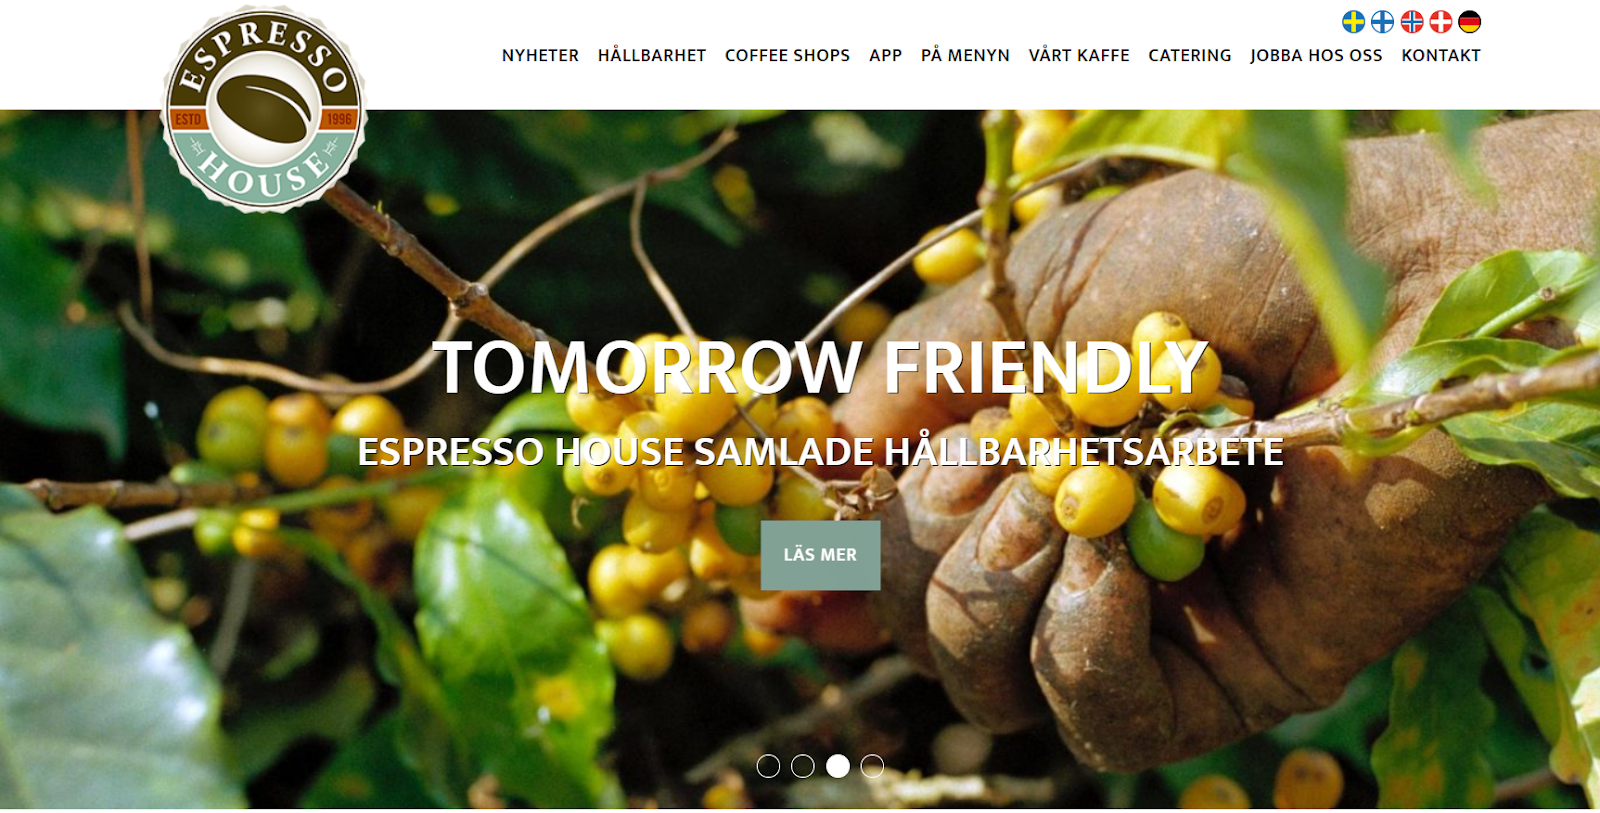 ESPRESSO
ESTD 1996
HOUSE
NYHETER HÅLLBARHET COFFEE SHOPS APP PÅ MENYN VÅRT KAFFE CATERING JOBBA HOS OSS KONTAKT
TOMORROW FRIENDLY
ESPRESSO HOUSE SAMLADE HÅLLBARHETSARBETE
LÄS MER